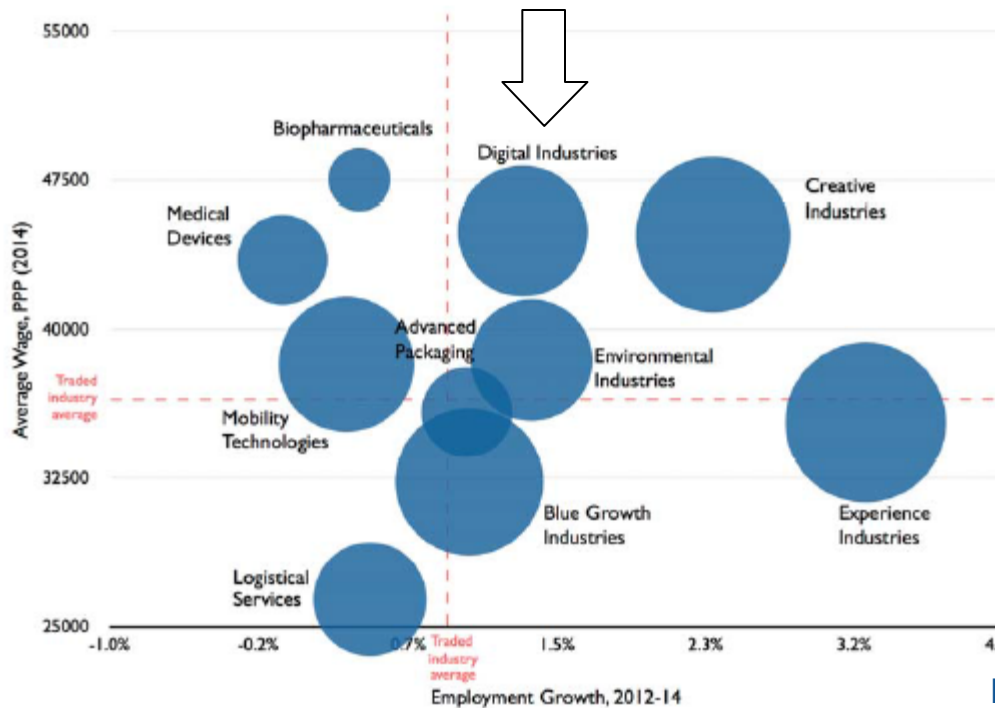 55000
Biopharmaceuticals
Digital Industries
47500
Creative
Industries
Medical
Devices
Average Wage, PPP (2014)
40000
Advanced
Packaging
Environmental
Industries
Traded
industry
average
Mobility
Technologies
32500
Blue Growth
Industries
Experience
Industries
Logistical
Services
25000
-1.0%
-0.2%
0.7%
Traded
industry
average
1.5%
2.3%
3.2%
4.
Employment Growth, 2012-14